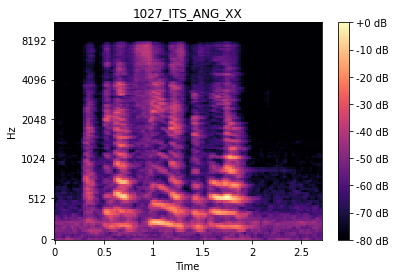 1027_ITS_ANG_XX
Hz
8192
4096
2048
1024
512
0
0
0.5
1
1.5
2
2.5
Time
+0 dB
-10 dB
-20 dB
-30 dB
-40 dB
-50 dB
-60 dB
-70 dB
-80 dB